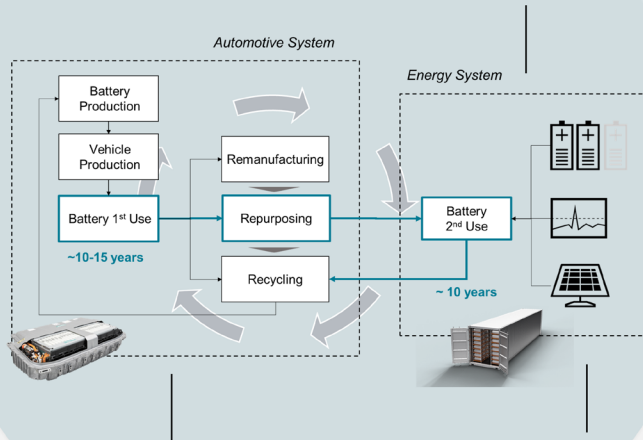 Automotive System
Energy System
Battery
Production
Vehicle
Production
Battery 1st Use
~10-15 years
Remanufacturing
Repurposing
Recycling
Battery
2nd Use
~ 10 years